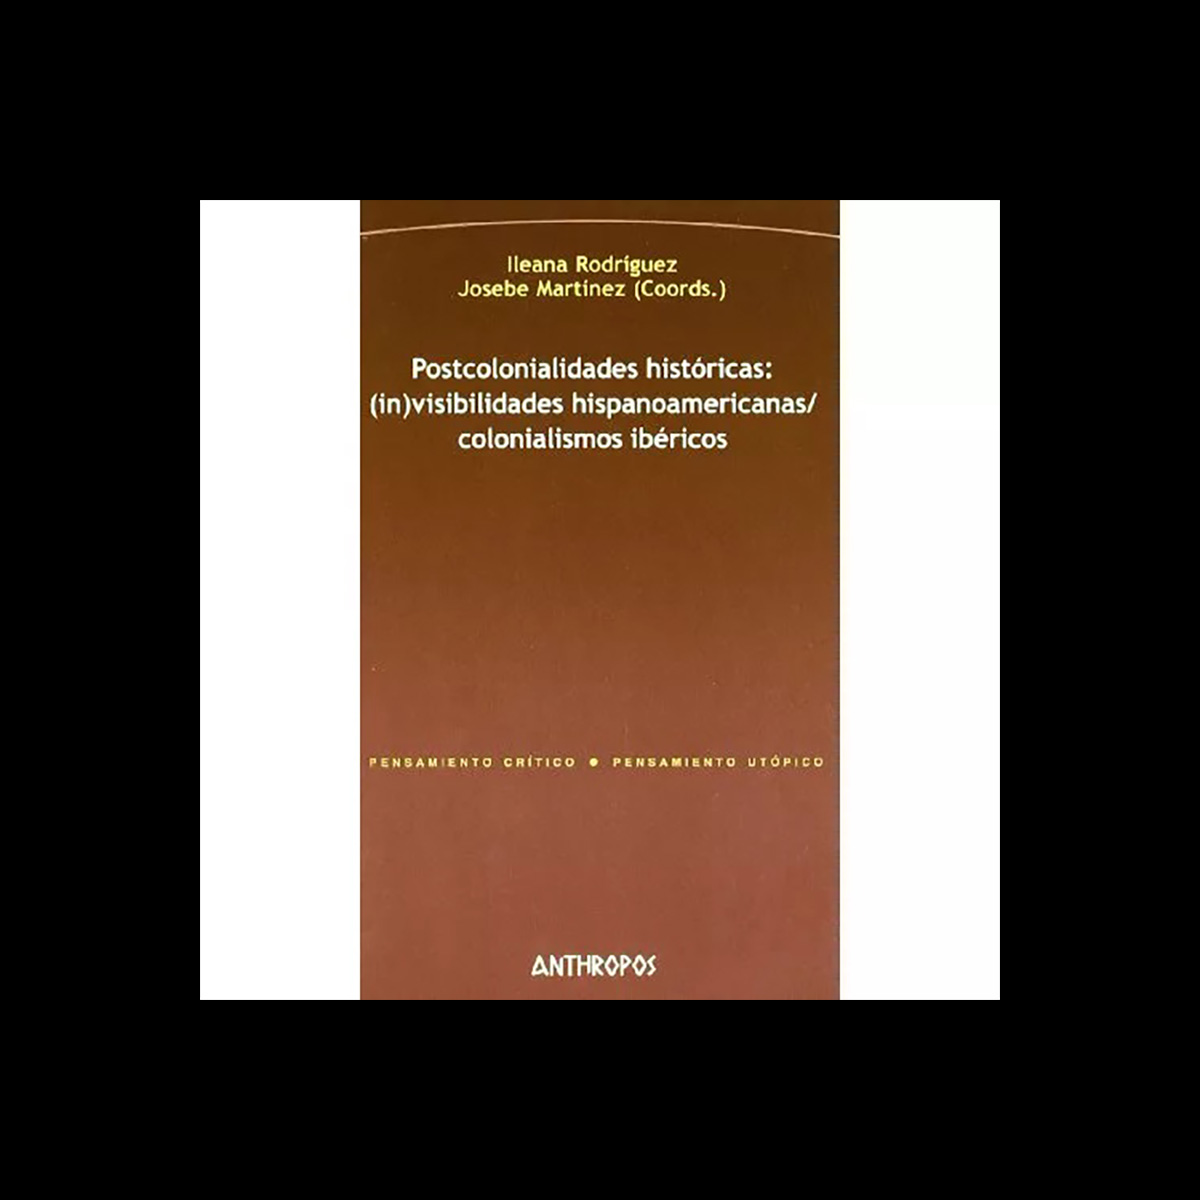 Ileana Rodríguez
Josebe Martínez (Coords.)
Postcolonialidades históricas:
(in)visibilidades hispanoamericanas/
colonialismos ibéricos
PENSAMIENTO CRÍTICO ● PENSAMIENTO UTÓPICO
ANTHROPOS